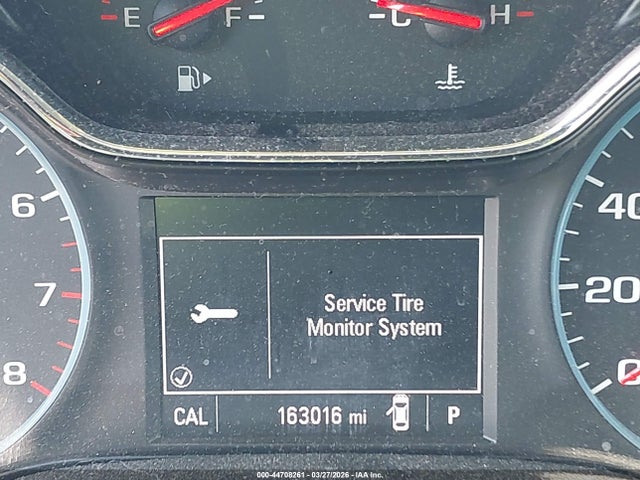 E F C H
6
7
8
40
20
0
Service Tire
Monitor System
CAL 163016 mi P
000-44708261 - 03/27/2026 - IAA Inc.